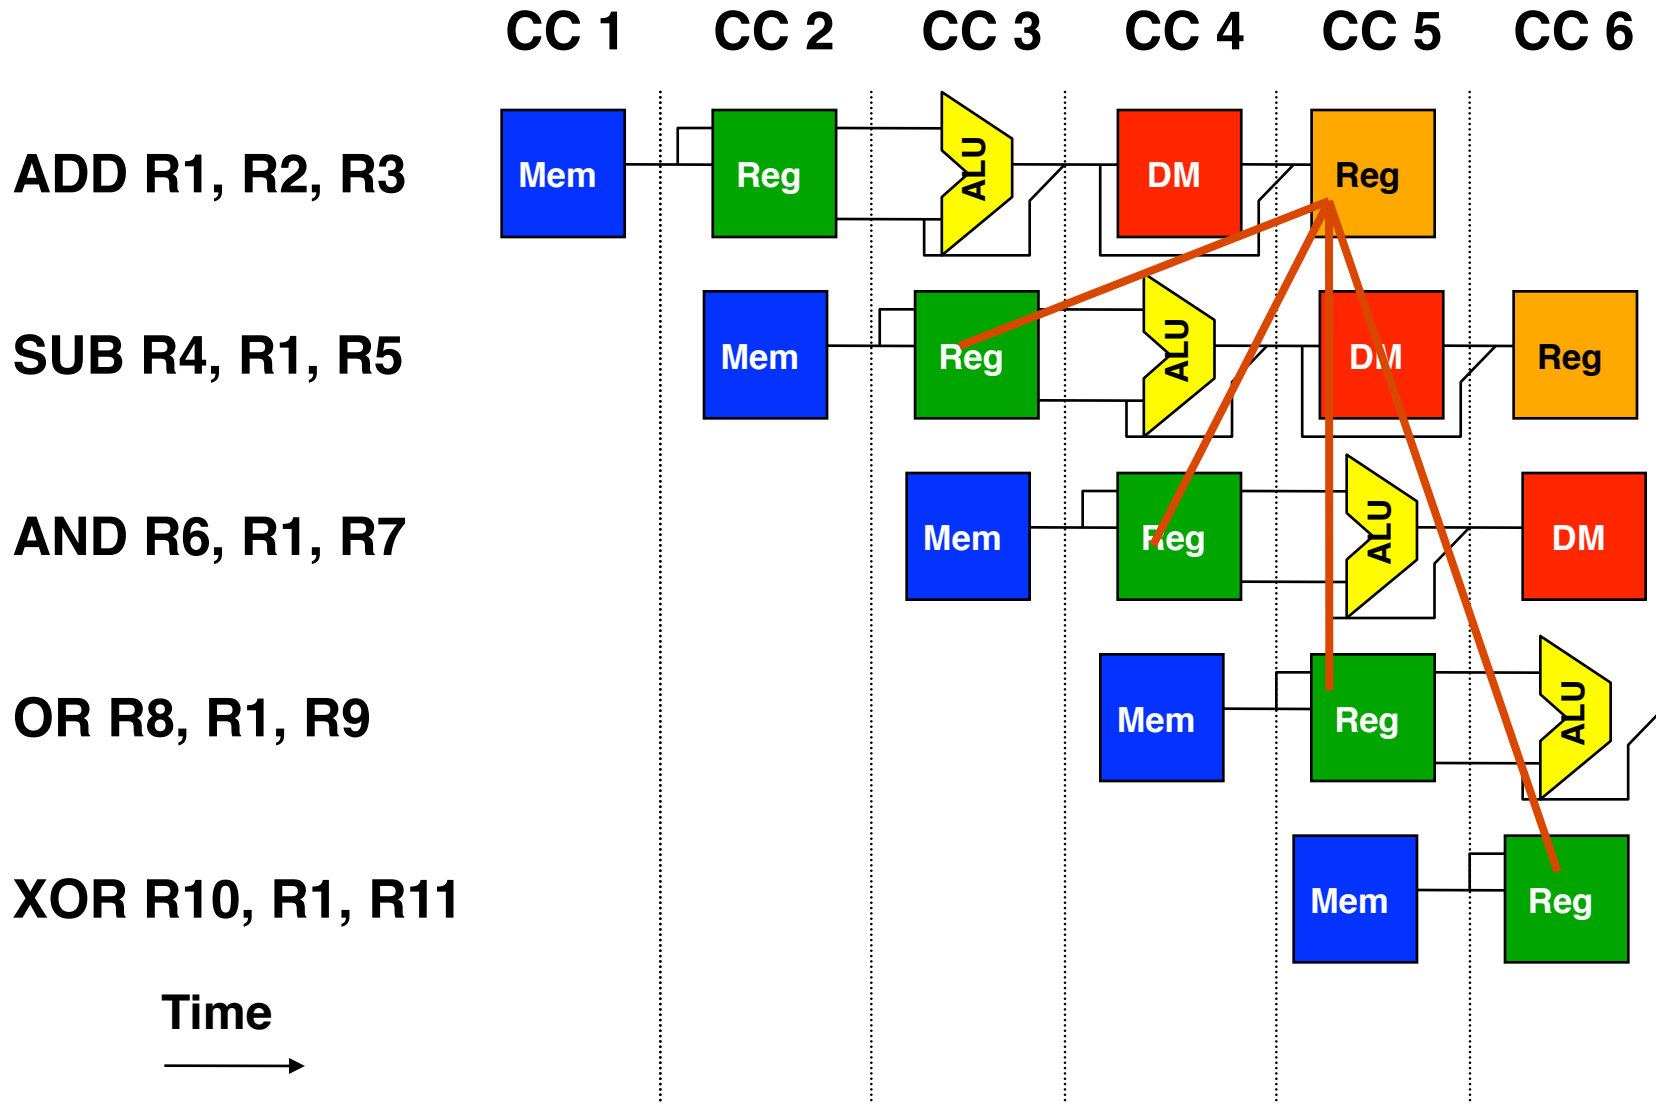 CC 1 CC 2 CC 3 CC 4 CC 5 CC 6
ADD R1, R2, R3 Mem Reg ALU DM Reg
SUB R4, R1, R5 Mem Reg ALU DM Reg
AND R6, R1, R7 Mem Reg ALU DM
OR R8, R1, R9 Mem Reg ALU
XOR R10, R1, R11 Mem Reg
Time